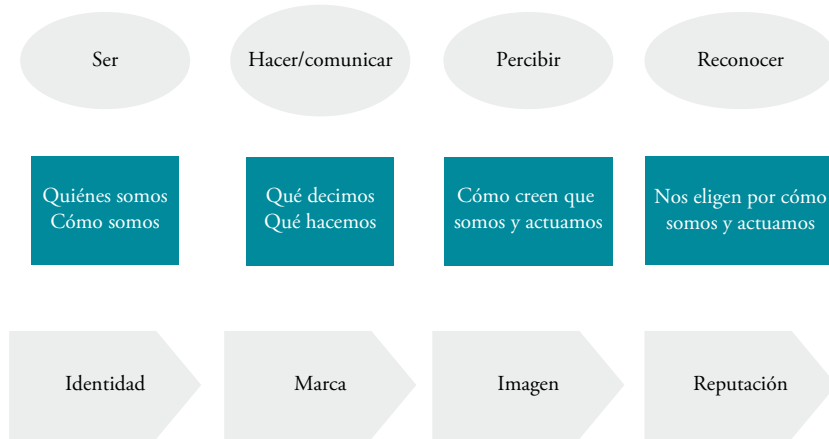 Ser
Hacer/comunicar
Percibir
Reconocer
Quiénes somos
Cómo somos
Qué decimos
Qué hacemos
Cómo creen que
somos y actuamos
Nos eligen por cómo
somos y actuamos
Identidad
Marca
Imagen
Reputación